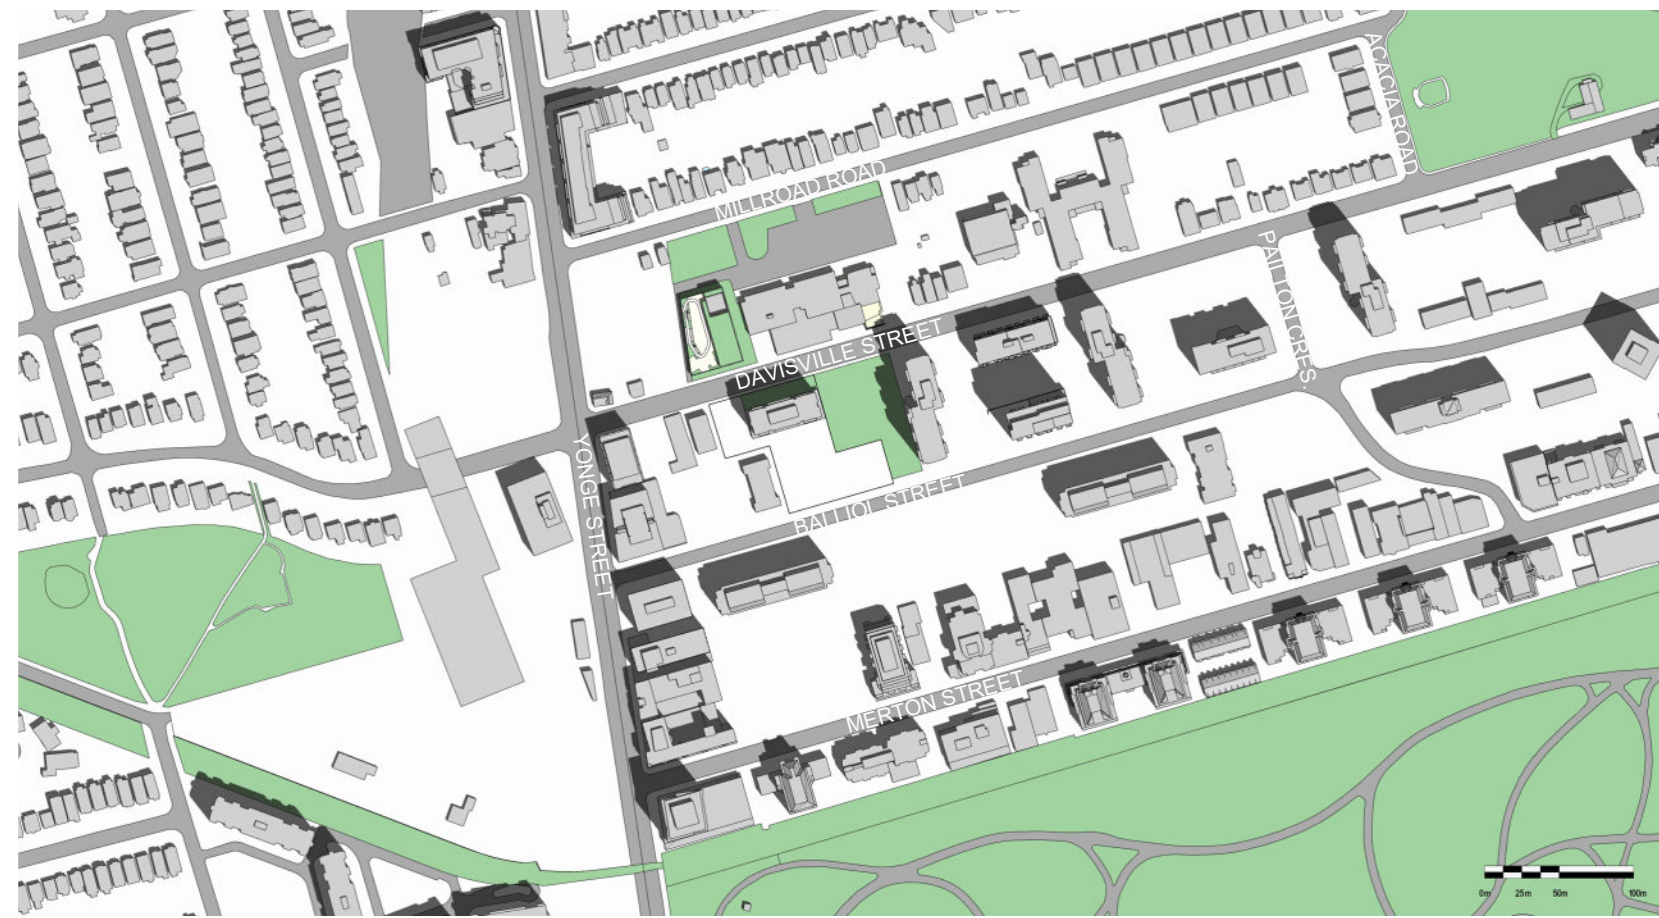 ACACIA ROAD
MILLROAD ROAD
PAILTON CRES.
DAVISVILLE STREET
YONGE STREET
BALLIOL STREET
MERTON STREET
0m 25m 50m 100m